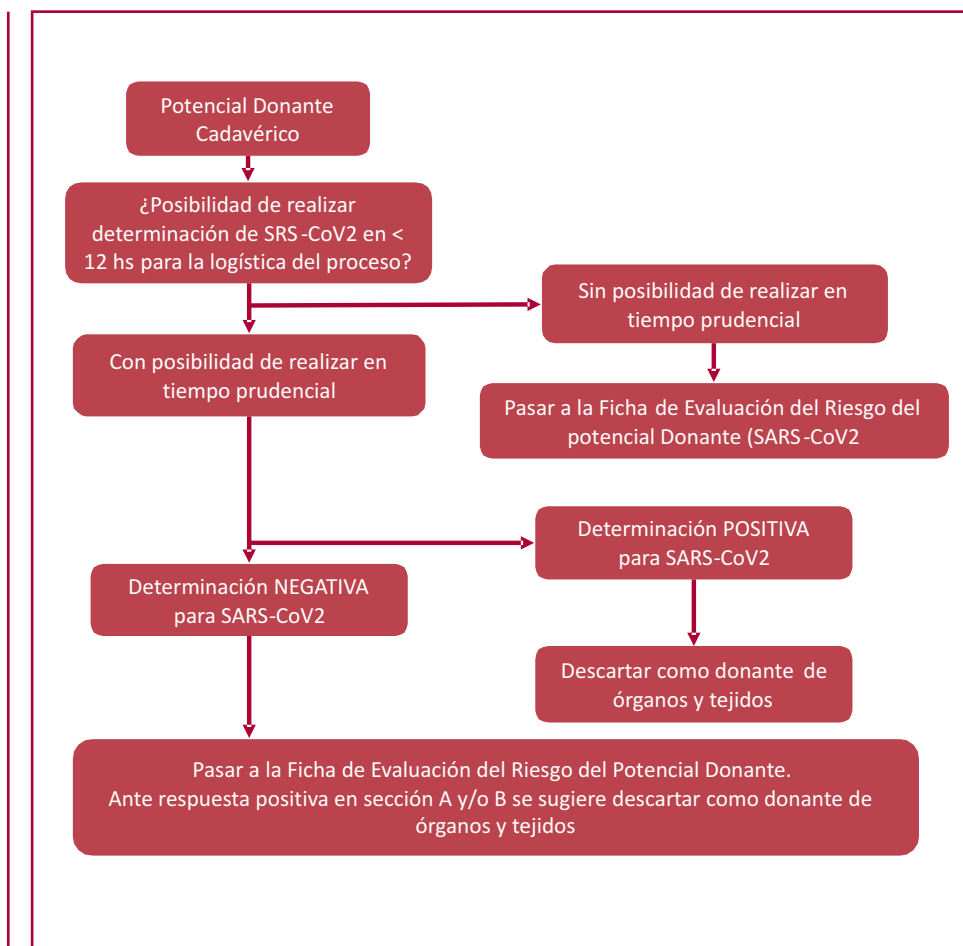 Potencial Donante
Cadavérico
¿Posibilidad de realizar
determinación de SRS-CoV2 en <
12 hs para la logística del proceso?
Sin posibilidad de realizar en
tiempo prudencial
Con posibilidad de realizar en
tiempo prudencial
Pasar a la Ficha de Evaluación del Riesgo del
potencial Donante (SARS-CoV2
Determinación POSITIVA
para SARS-CoV2
Determinación NEGATIVA
para SARS-CoV2
Descartar como donante de
órganos y tejidos
Pasar a la Ficha de Evaluación del Riesgo del Potencial Donante.
Ante respuesta positiva en sección A y/o B se sugiere descartar como donante de
órganos y tejidos